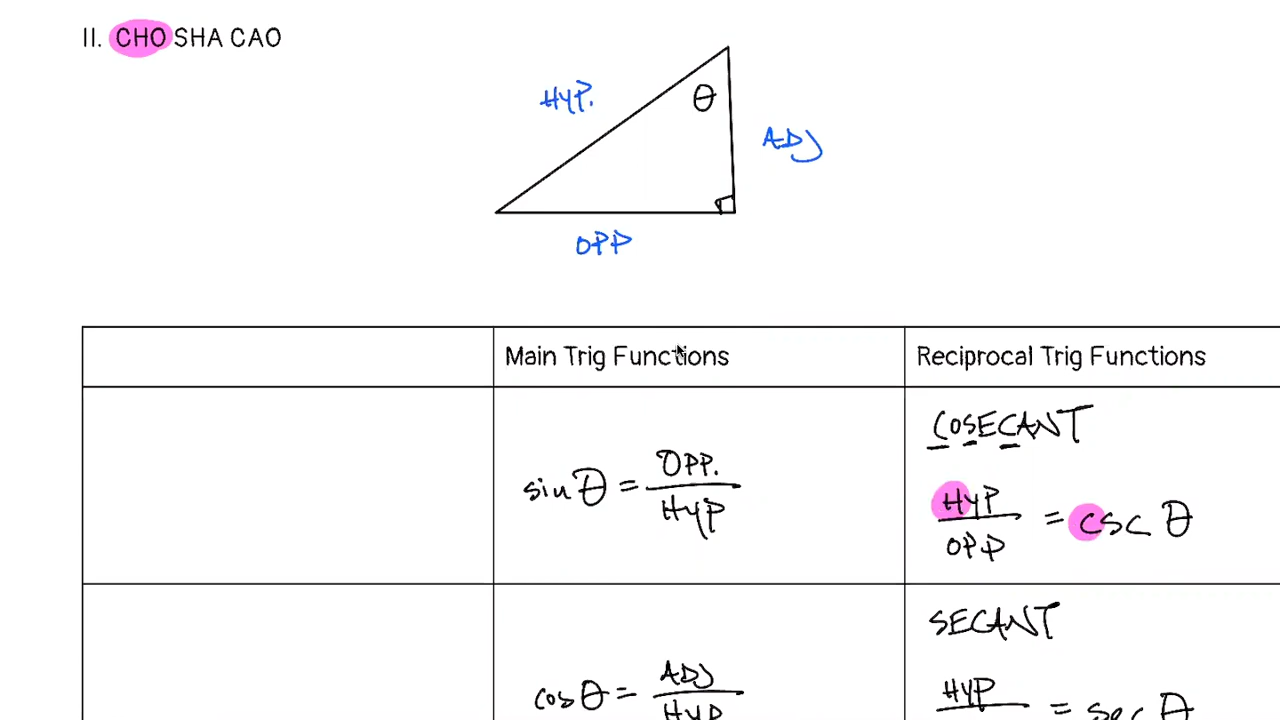 II. CHO SHA CAO
HYP.
θ
ADJ
OPP
Main Trig Functions
Reciprocal Trig Functions
sin θ = OPP. / HYP
COSECANT
HYP / OPP = csc θ
cos θ = ADJ / HYP
SECANT
HYP = sec θ